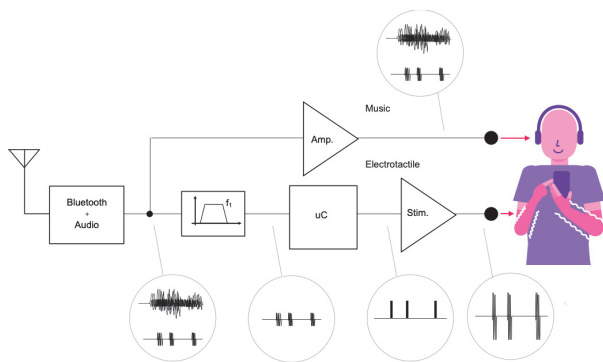 Music
Amp.
Electrotactile
Bluetooth
+
Audio
f1
uC
Stim.